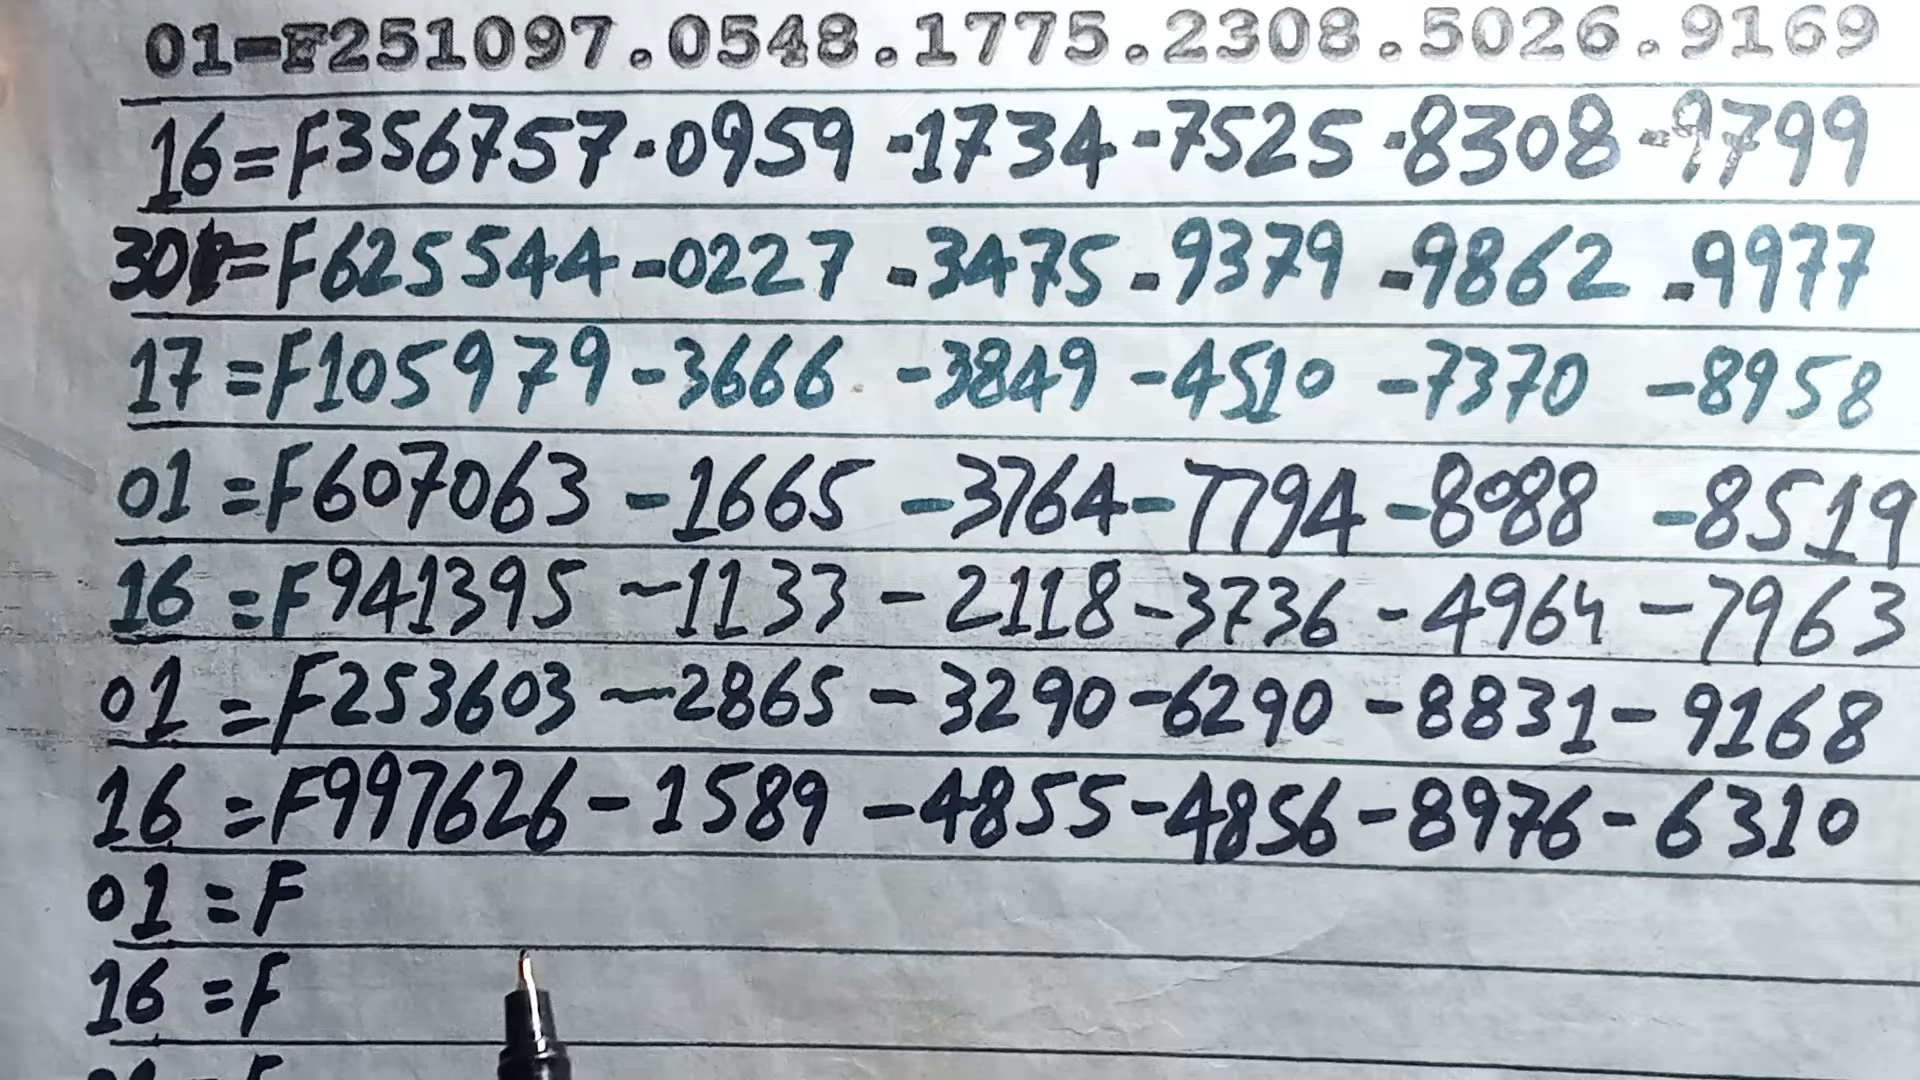 01=F251097.0548.1775.2308.5026.9169
16=F356757-0959-1734-7525-8308-9799
30=F625544-0227-3475-9379-9862-9977
17=F105979-3666-3849-4510-7370-8958
01=F607063-1665-3764-7794-8088-8519
16=F941395-1133-2118-3736-4964-7963
01=F253603-2865-3290-6290-8831-9168
16=F997626-1589-4855-4856-8976-6310
01=F
16=F